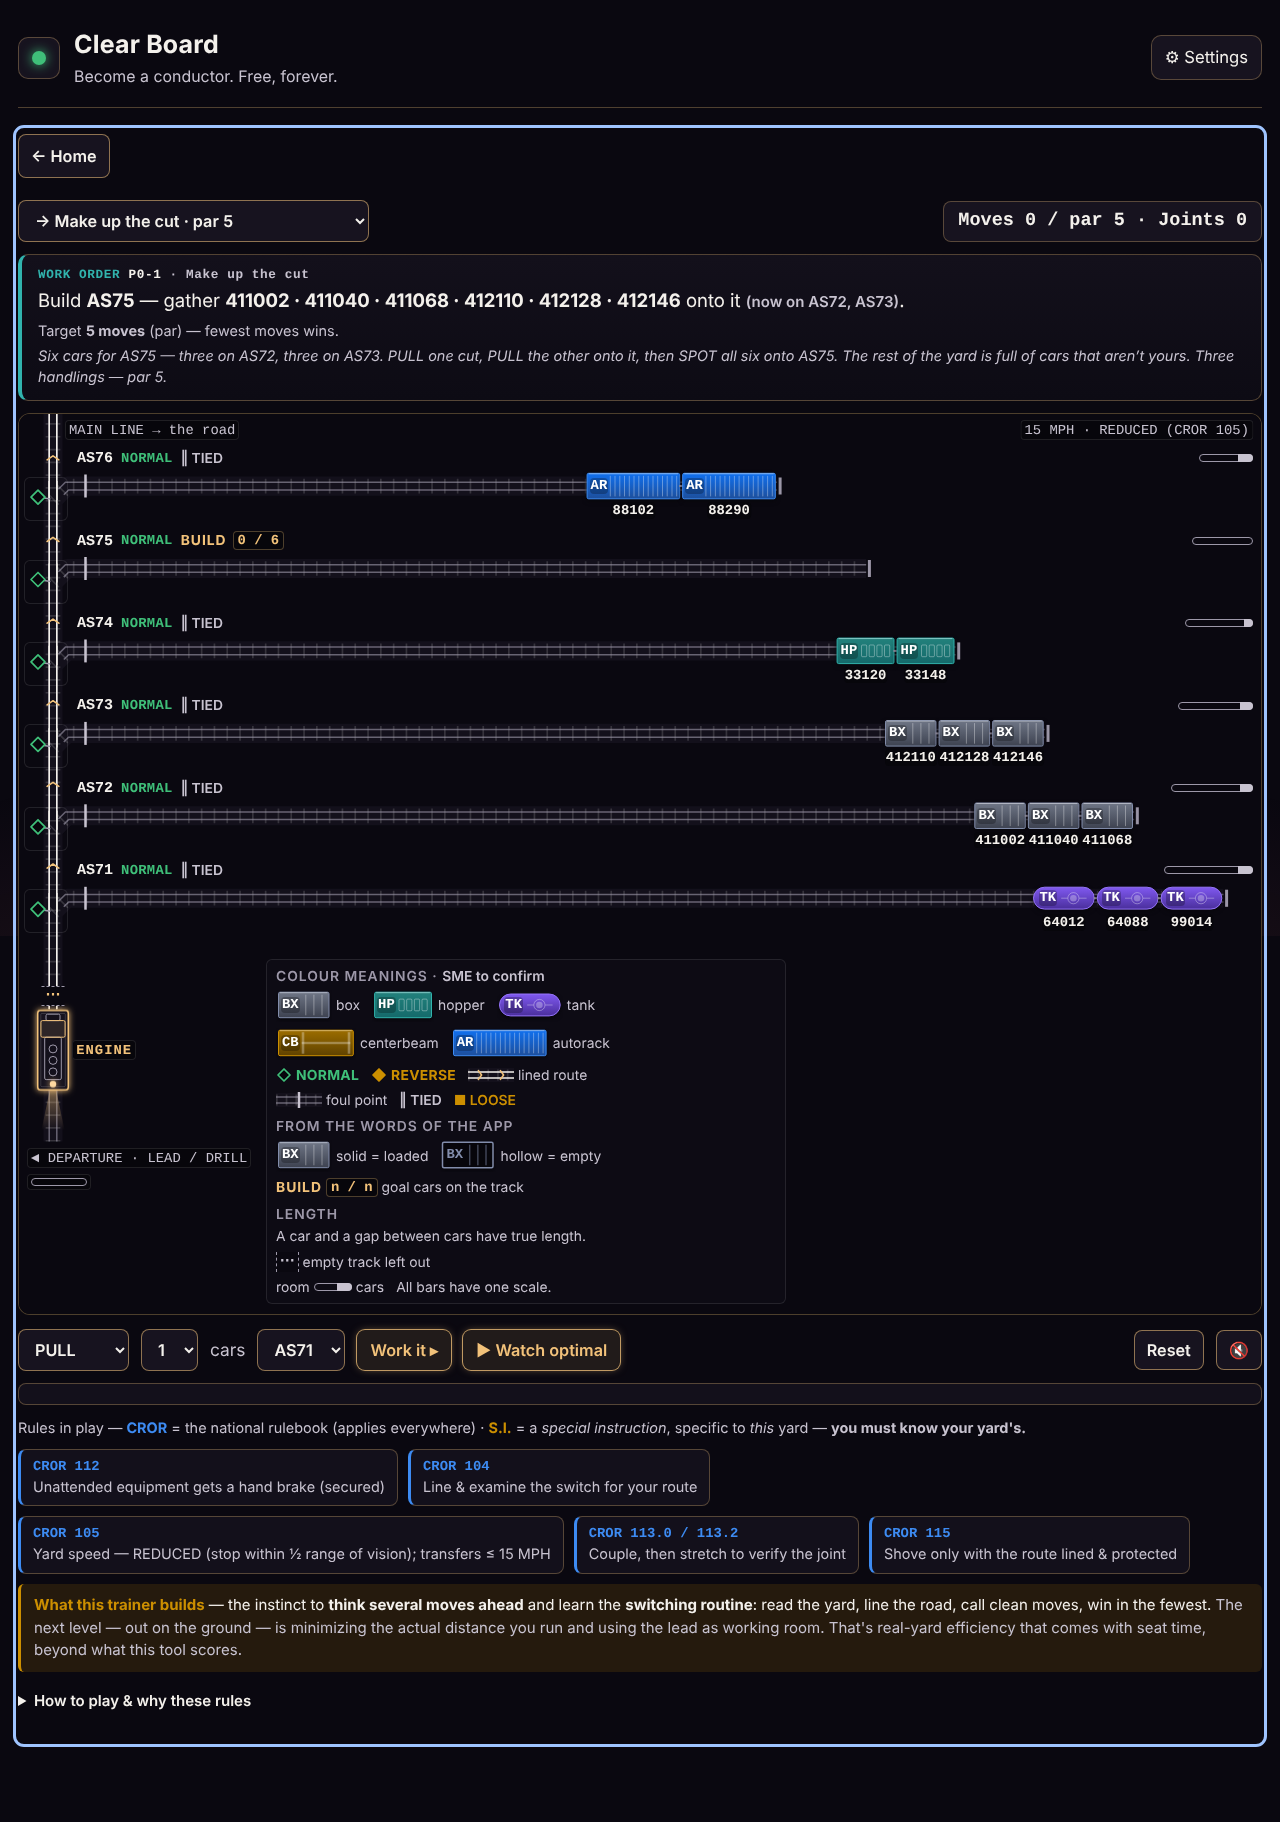 Clear Board
Become a conductor. Free, forever.
⚙ Settings
← Home
→ Make up the cut · par 5
Moves 0 / par 5 · Joints 0
WORK ORDER P0-1 · Make up the cut
Build AS75 — gather 411002 · 411040 · 411068 · 412110 · 412128 · 412146 onto it (now on AS72, AS73).
Target 5 moves (par) — fewest moves wins.
Six cars for AS75 — three on AS72, three on AS73. PULL one cut, PULL the other onto it, then SPOT all six onto AS75. The rest of the yard is full of cars that aren't yours. Three
handlings — par 5.
MAIN LINE → the road
15 MPH · REDUCED (CROR 105)
AS76 NORMAL ‖ TIED
AR AR
88102 88290
AS75 NORMAL BUILD 0 / 6
AS74 NORMAL ‖ TIED
HP HP
33120 33148
AS73 NORMAL ‖ TIED
BX BX BX
412110 412128 412146
AS72 NORMAL ‖ TIED
BX BX BX
411002 411040 411068
AS71 NORMAL ‖ TIED
TK TK TK
64012 64088 99014
ENGINE
◄ DEPARTURE · LEAD / DRILL
COLOUR MEANINGS · SME to confirm
BX box HP hopper TK tank
CB centerbeam AR autorack
◇ NORMAL ◆ REVERSE lined route
foul point ‖ TIED ■ LOOSE
FROM THE WORDS OF THE APP
BX solid = loaded BX hollow = empty
BUILD n / n goal cars on the track
LENGTH
A car and a gap between cars have true length.
⋯ empty track left out
room cars All bars have one scale.
PULL 1 cars AS71 Work it ▸ ▶ Watch optimal Reset 🔇
Rules in play — CROR = the national rulebook (applies everywhere) · S.I. = a special instruction, specific to this yard — you must know your yard's.
CROR 112
Unattended equipment gets a hand brake (secured)
CROR 104
Line & examine the switch for your route
CROR 105
Yard speed — REDUCED (stop within ½ range of vision); transfers ≤ 15 MPH
CROR 113.0 / 113.2
Couple, then stretch to verify the joint
CROR 115
Shove only with the route lined & protected
What this trainer builds — the instinct to think several moves ahead and learn the switching routine: read the yard, line the road, call clean moves, win in the fewest. The
next level — out on the ground — is minimizing the actual distance you run and using the lead as working room. That's real-yard efficiency that comes with seat time,
beyond what this tool scores.
▶ How to play & why these rules